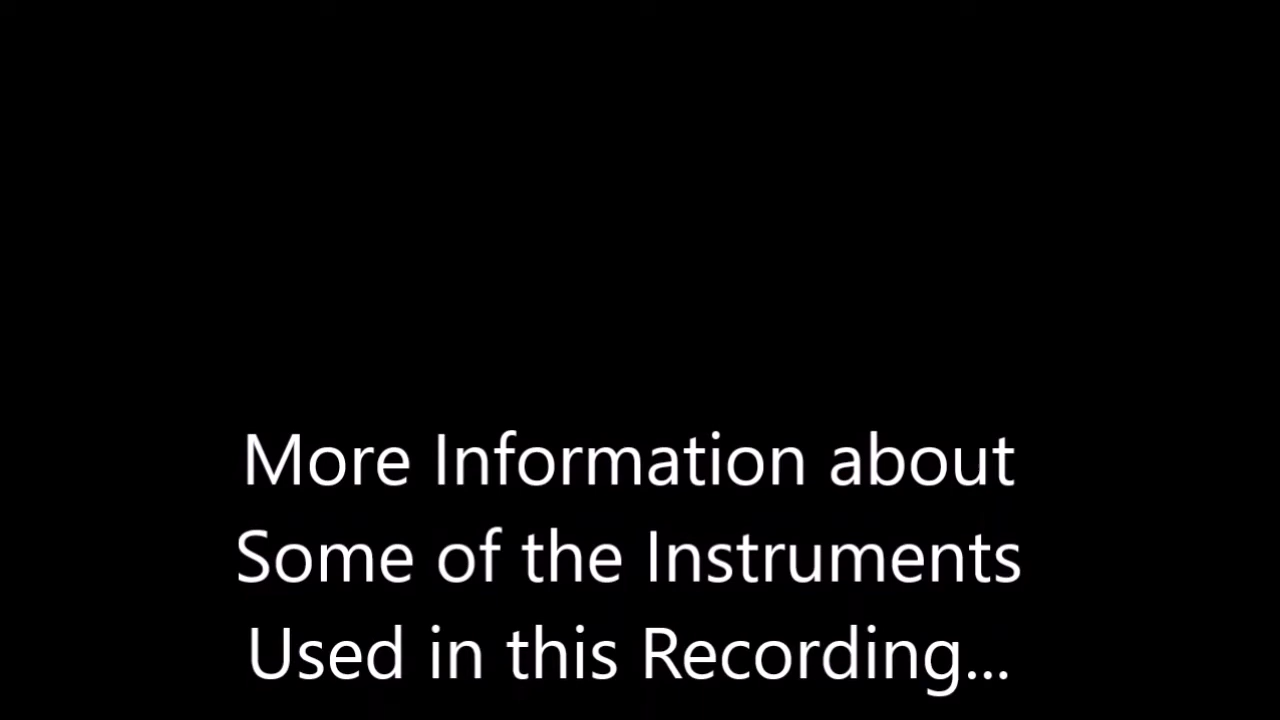 More Information about
Some of the Instruments
Used in this Recording...